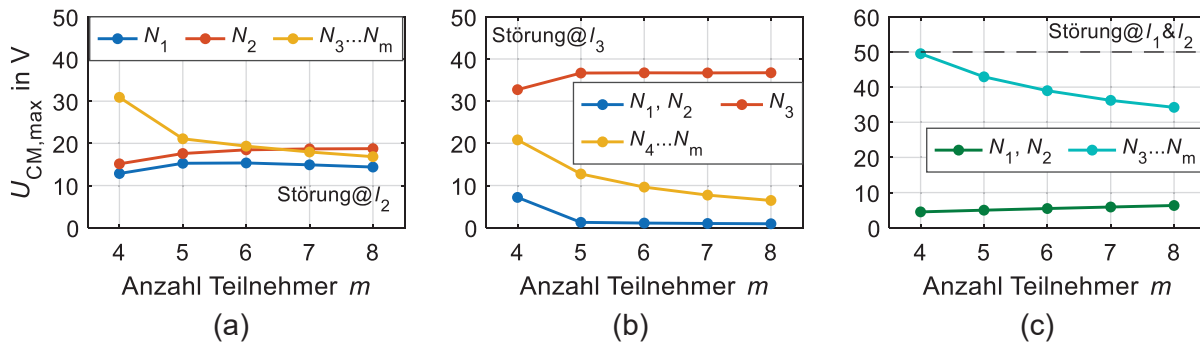 U_CM,max in V
50
40
30
20
10
0
N_1 N_2 N_3...N_m
Störung@l_2
4 5 6 7 8
Anzahl Teilnehmer m
(a)
50
40
30
20
10
0
Störung@l_3
N_1, N_2 N_3
N_4...N_m
4 5 6 7 8
Anzahl Teilnehmer m
(b)
60
50
40
30
20
10
0
Störung@l_1&l_2
N_1, N_2 N_3...N_m
4 5 6 7 8
Anzahl Teilnehmer m
(c)